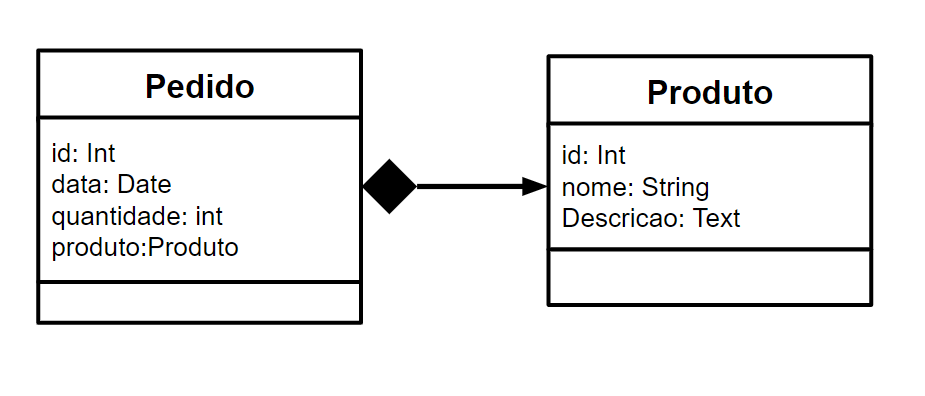 Pedido
id: Int
data: Date
quantidade: int
produto:Produto
Produto
id: Int
nome: String
Descricao: Text